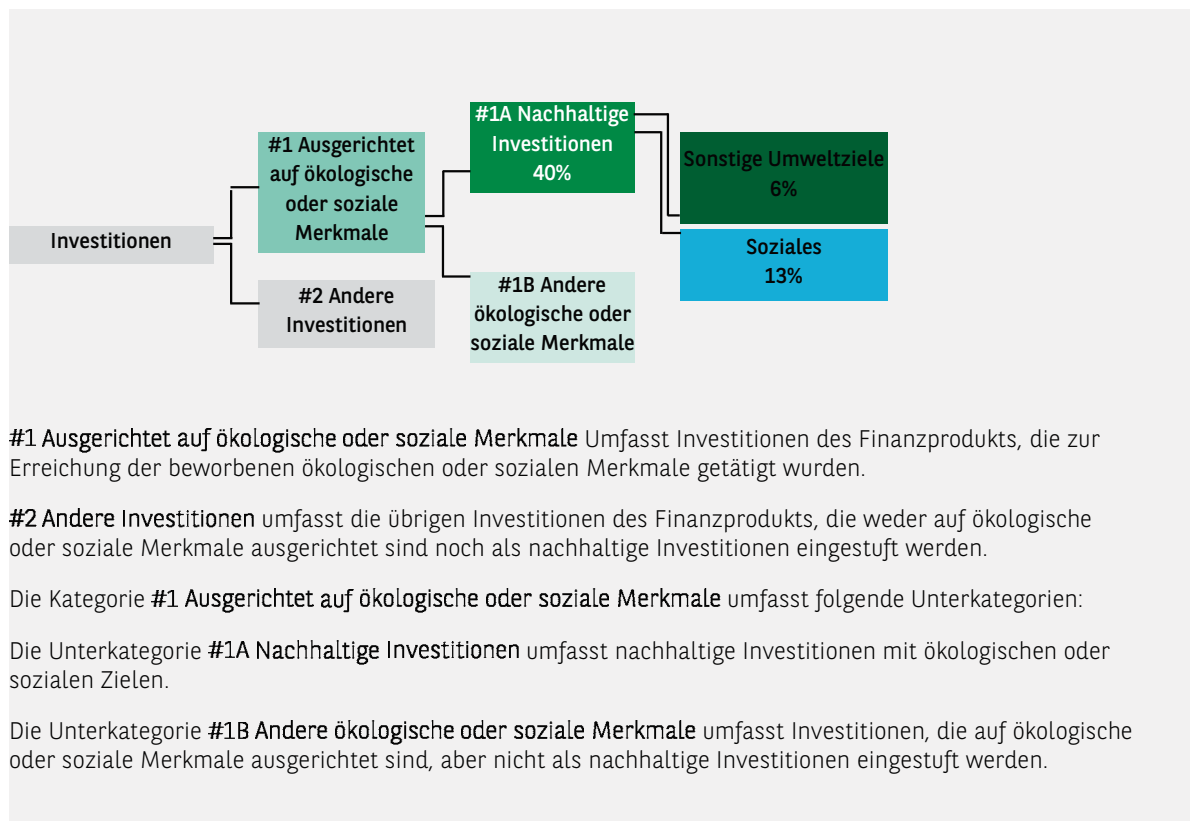 #1A Nachhaltige
Investitionen
40%
#1 Ausgerichtet
auf ökologische
oder soziale
Merkmale
Sonstige Umweltziele
6%
Investitionen
Soziales
13%
#2 Andere
Investitionen
#1B Andere
ökologische oder
soziale Merkmale
#1 Ausgerichtet auf ökologische oder soziale Merkmale Umfasst Investitionen des Finanzprodukts, die zur
Erreichung der beworbenen ökologischen oder sozialen Merkmale getätigt wurden.
#2 Andere Investitionen umfasst die übrigen Investitionen des Finanzprodukts, die weder auf ökologische
oder soziale Merkmale ausgerichtet sind noch als nachhaltige Investitionen eingestuft werden.
Die Kategorie #1 Ausgerichtet auf ökologische oder soziale Merkmale umfasst folgende Unterkategorien:
Die Unterkategorie #1A Nachhaltige Investitionen umfasst nachhaltige Investitionen mit ökologischen oder
sozialen Zielen.
Die Unterkategorie #1B Andere ökologische oder soziale Merkmale umfasst Investitionen, die auf ökologische
oder soziale Merkmale ausgerichtet sind, aber nicht als nachhaltige Investitionen eingestuft werden.